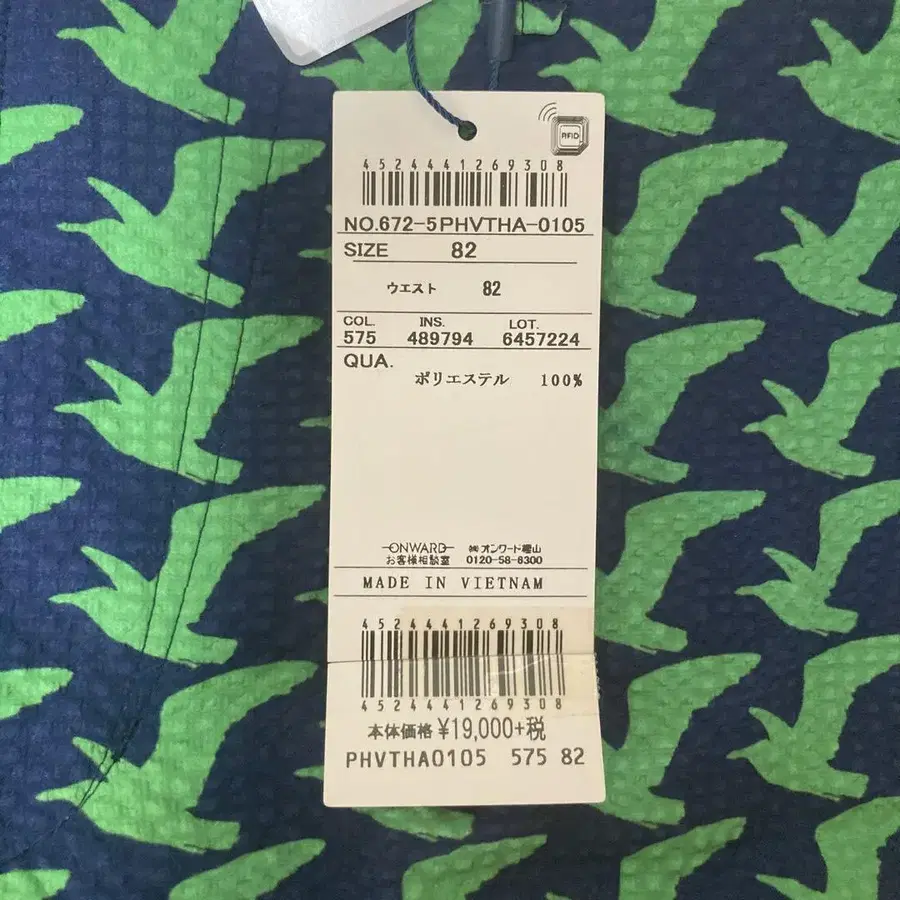 RFID
4524441269308
NO.672-5PHVTHA-0105
SIZE 82
ウエスト 82
COL. INS. LOT.
575 489794 6457224
QUA.
ポリエステル 100%
ONWARD ㈱オンワード樫山
お客様相談室 0120-58-6300
MADE IN VIETNAM
4524441269308
4524441269308
本体価格 ¥19,000+税
PHVTHA0105 575 82